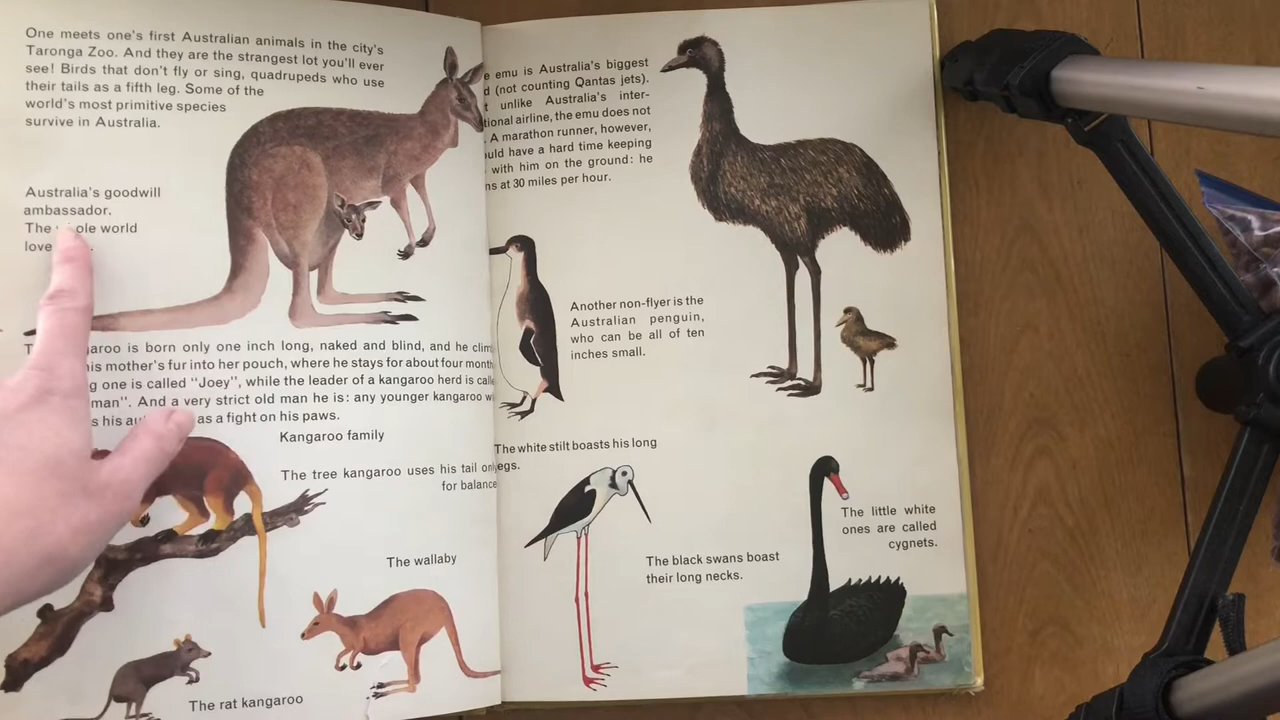 One meets one's first Australian animals in the city's
Taronga Zoo. And they are the strangest lot you'll ever
see! Birds that don't fly or sing, quadrupeds who use
their tails as a fifth leg. Some of the
world's most primitive species
survive in Australia.
Australia's goodwill
ambassador.
The whole world
love
aroo is born only one inch long, naked and blind, and he clim
his mother's fur into her pouch, where he stays for about four month
g one is called "Joey", while the leader of a kangaroo herd is calle
man". And a very strict old man he is: any younger kangaroo w
s his au as a fight on his paws.
Kangaroo family
The tree kangaroo uses his tail only
for balance
The wallaby
The rat kangaroo
e emu is Australia's biggest
d (not counting Qantas jets).
t unlike Australia's inter-
tional airline, the emu does not
. A marathon runner, however,
uld have a hard time keeping
with him on the ground: he
ns at 30 miles per hour.
Another non-flyer is the
Australian penguin,
who can be all of ten
inches small.
The white stilt boasts his long
egs.
The black swans boast
their long necks.
The little white
ones are called
cygnets.